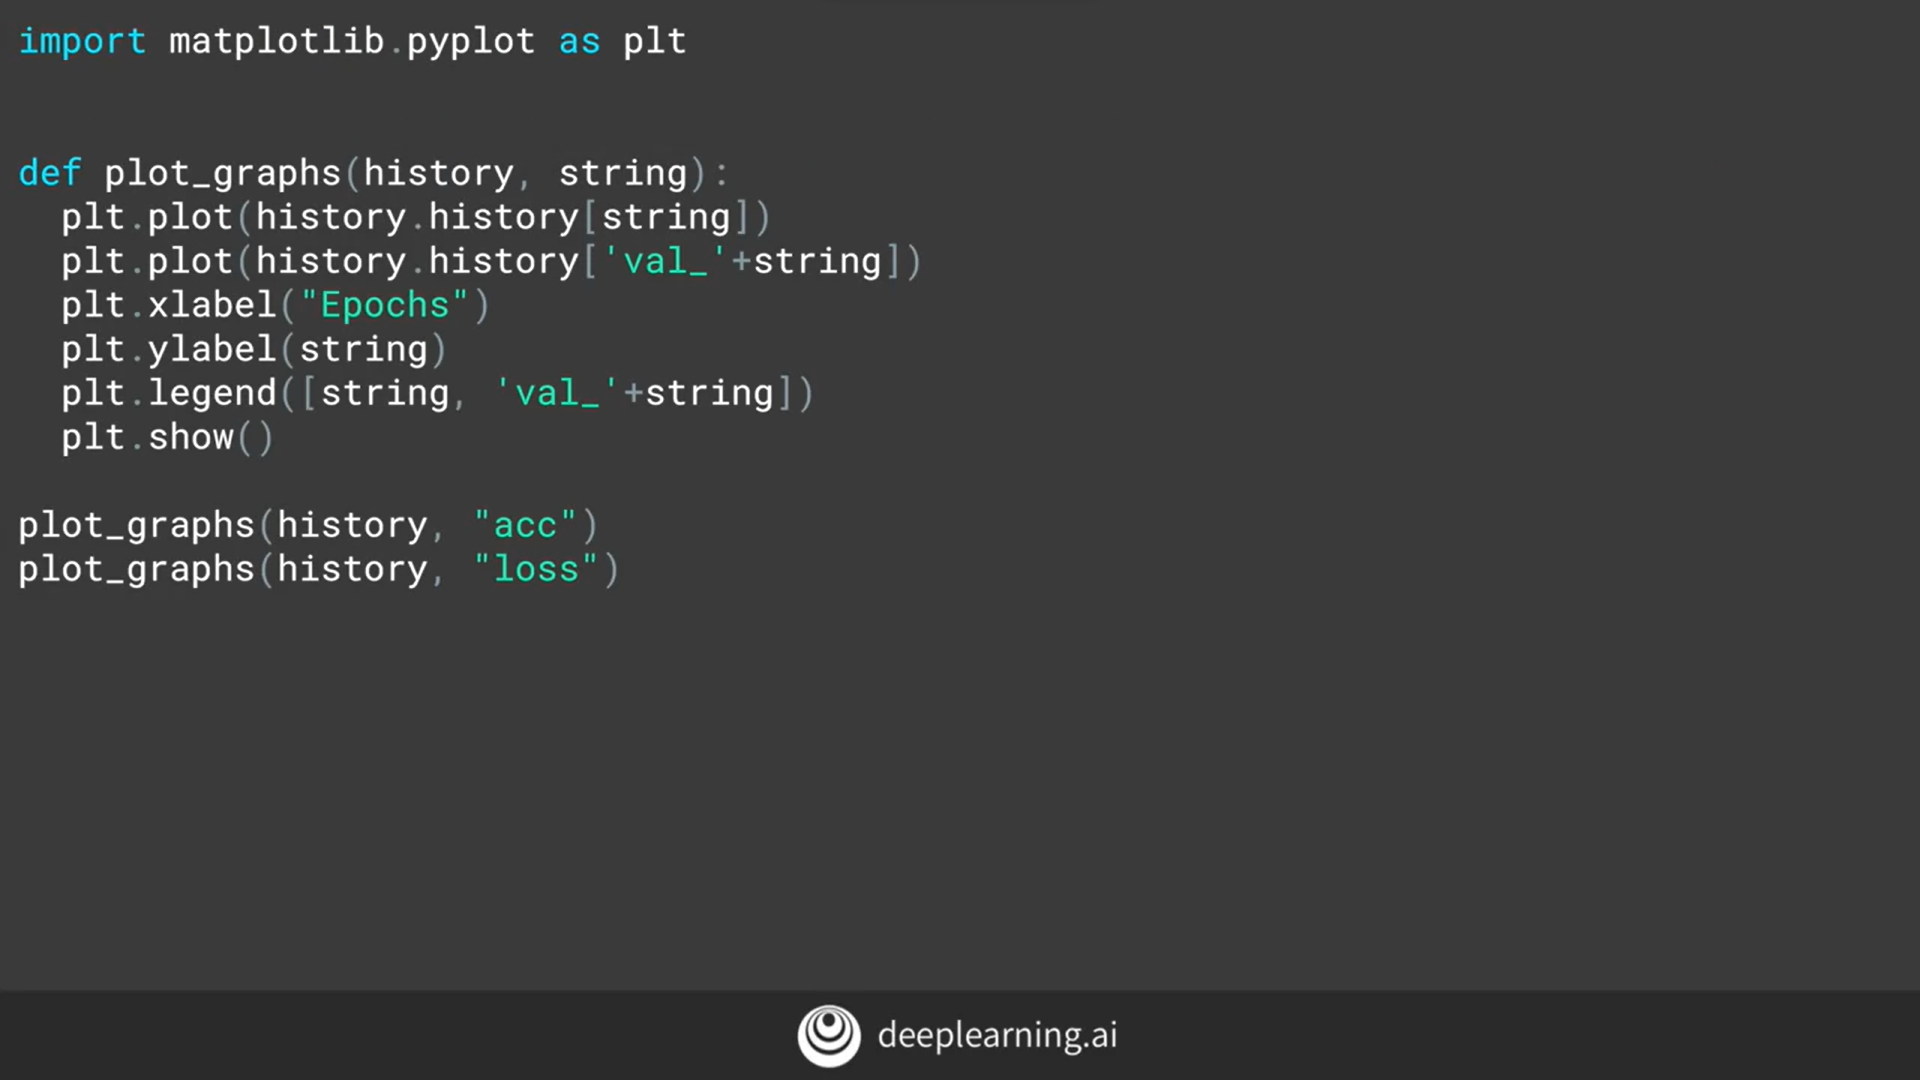 import matplotlib.pyplot as plt
def plot_graphs(history, string):
  plt.plot(history.history[string])
  plt.plot(history.history['val_'+string])
  plt.xlabel("Epochs")
  plt.ylabel(string)
  plt.legend([string, 'val_'+string])
  plt.show()
plot_graphs(history, "acc")
plot_graphs(history, "loss")
deeplearning.ai